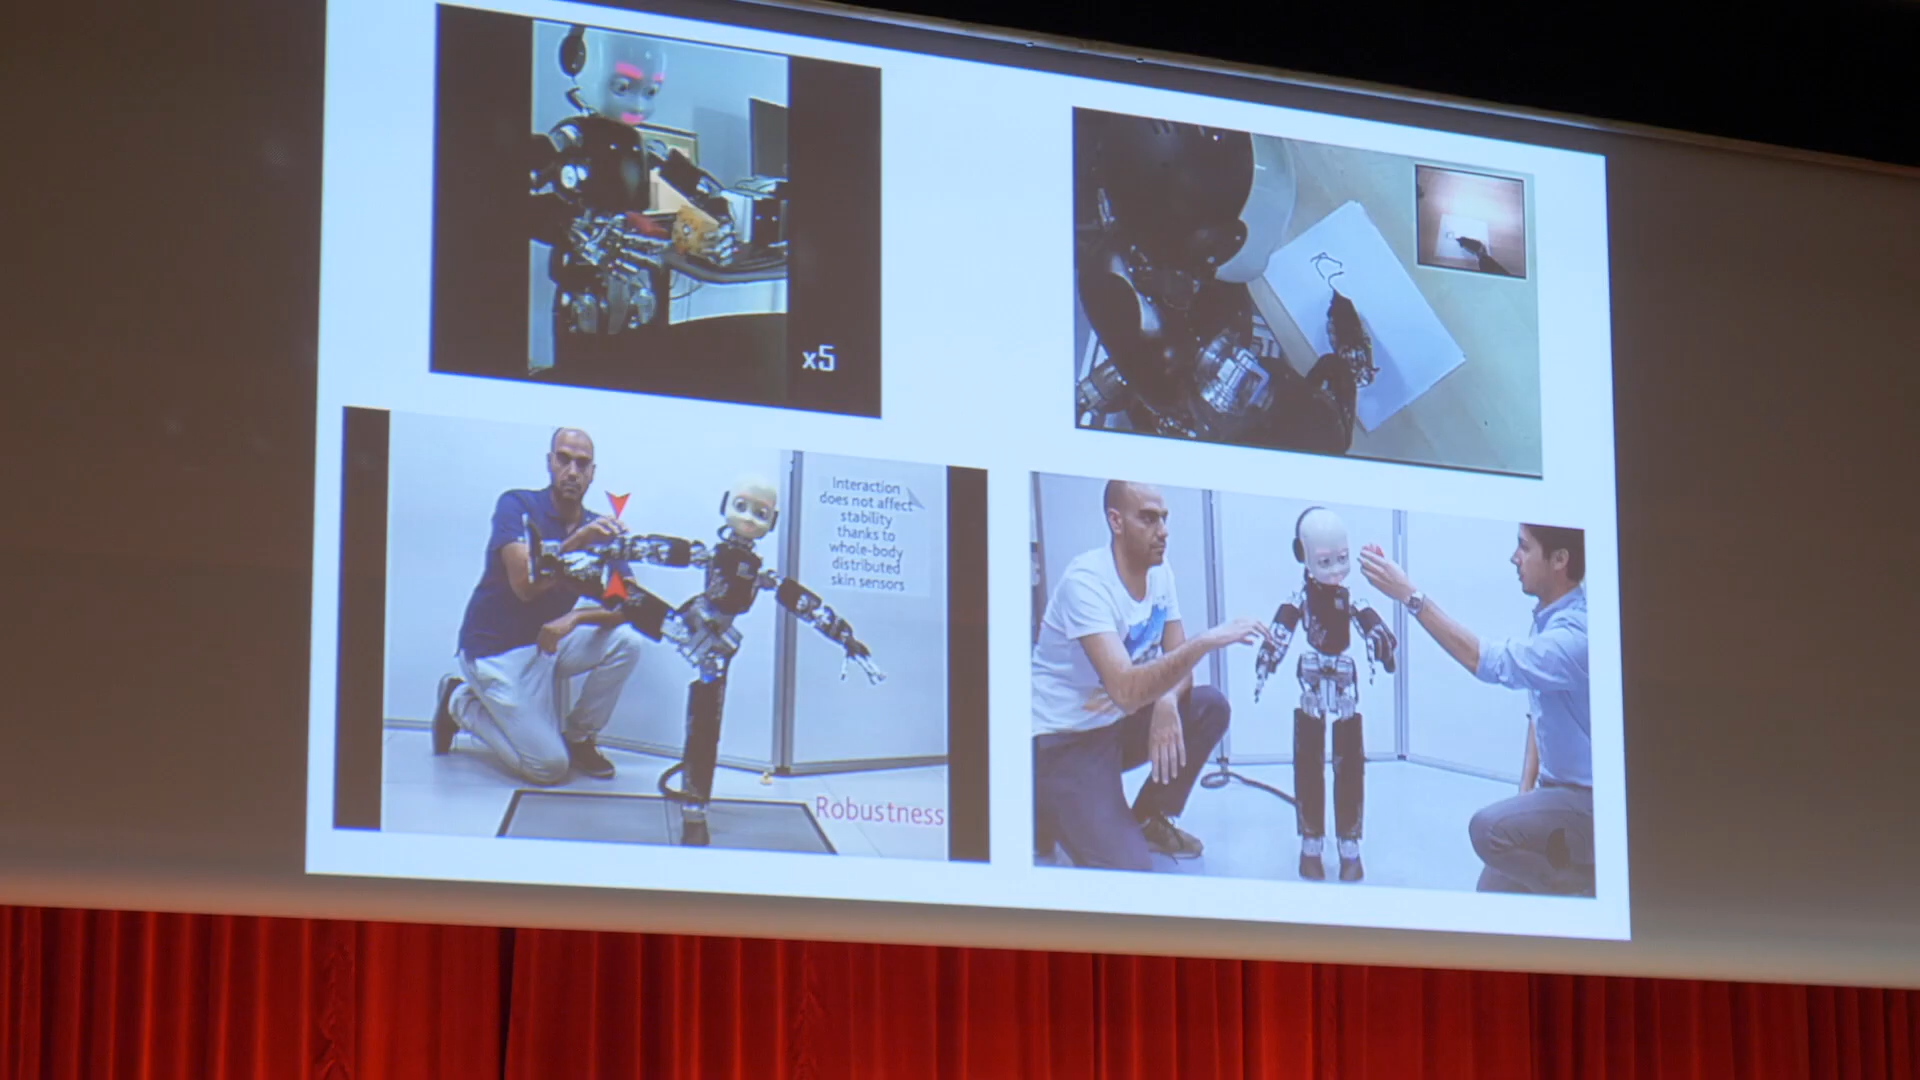 x5
Interaction
does not affect
stability
thanks to
whole-body
distributed
skin sensors
Robustness